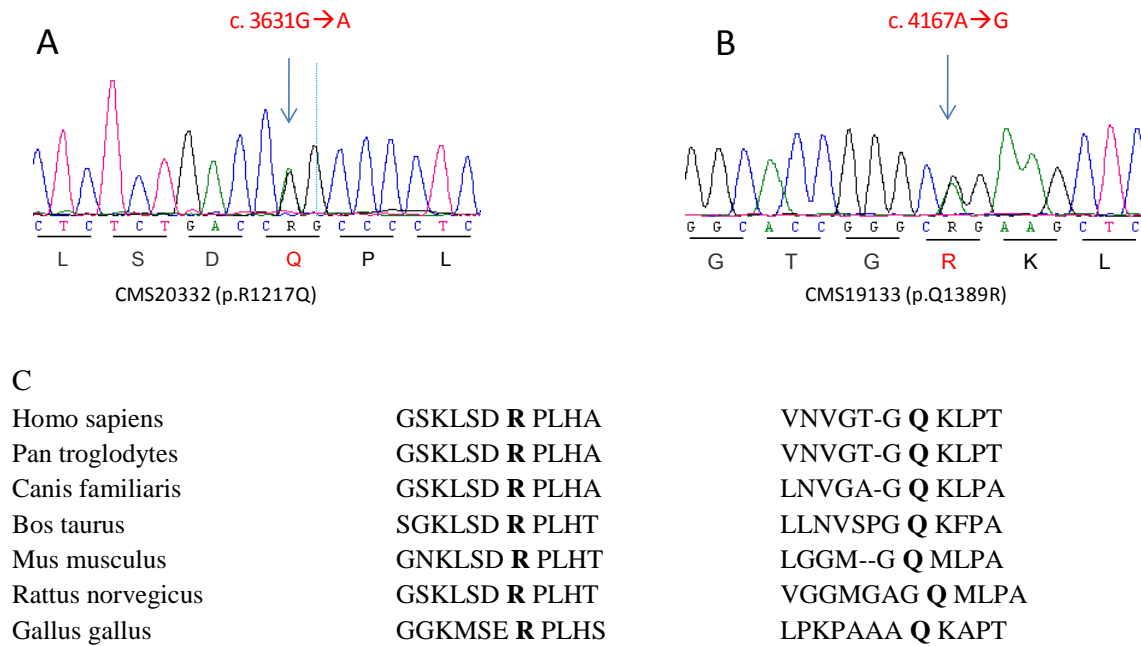 A
c. 3631G→A
C T C T C T G A C C R G C C C C T C
L S D Q P L
CMS20332 (p.R1217Q)
B
c. 4167A→G
G G C A C C G G G C R G A A G C T C
G T G R K L
CMS19133 (p.Q1389R)
C
Homo sapiens GSKLSD R PLHA VNVGT-G Q KLPT
Pan troglodytes GSKLSD R PLHA VNVGT-G Q KLPT
Canis familiaris GSKLSD R PLHA LNVGA-G Q KLPA
Bos taurus SGKLSD R PLHT LLNVSPG Q KFPA
Mus musculus GNKLSD R PLHT LGGM--G Q MLPA
Rattus norvegicus GSKLSD R PLHT VGGMGAG Q MLPA
Gallus gallus GGKMSE R PLHS LPKPAAA Q KAPT